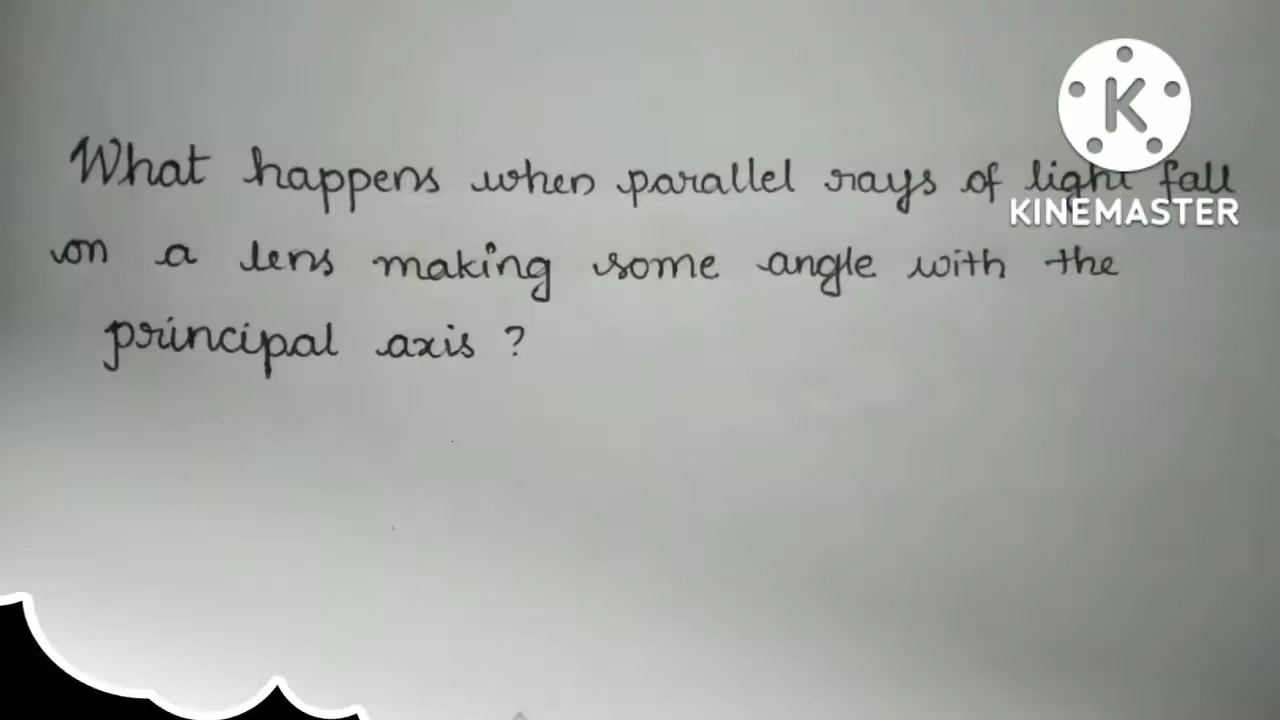 What happens when parallel rays of light fall
on a lens making some angle with the
principal axis ?
K
KINEMASTER